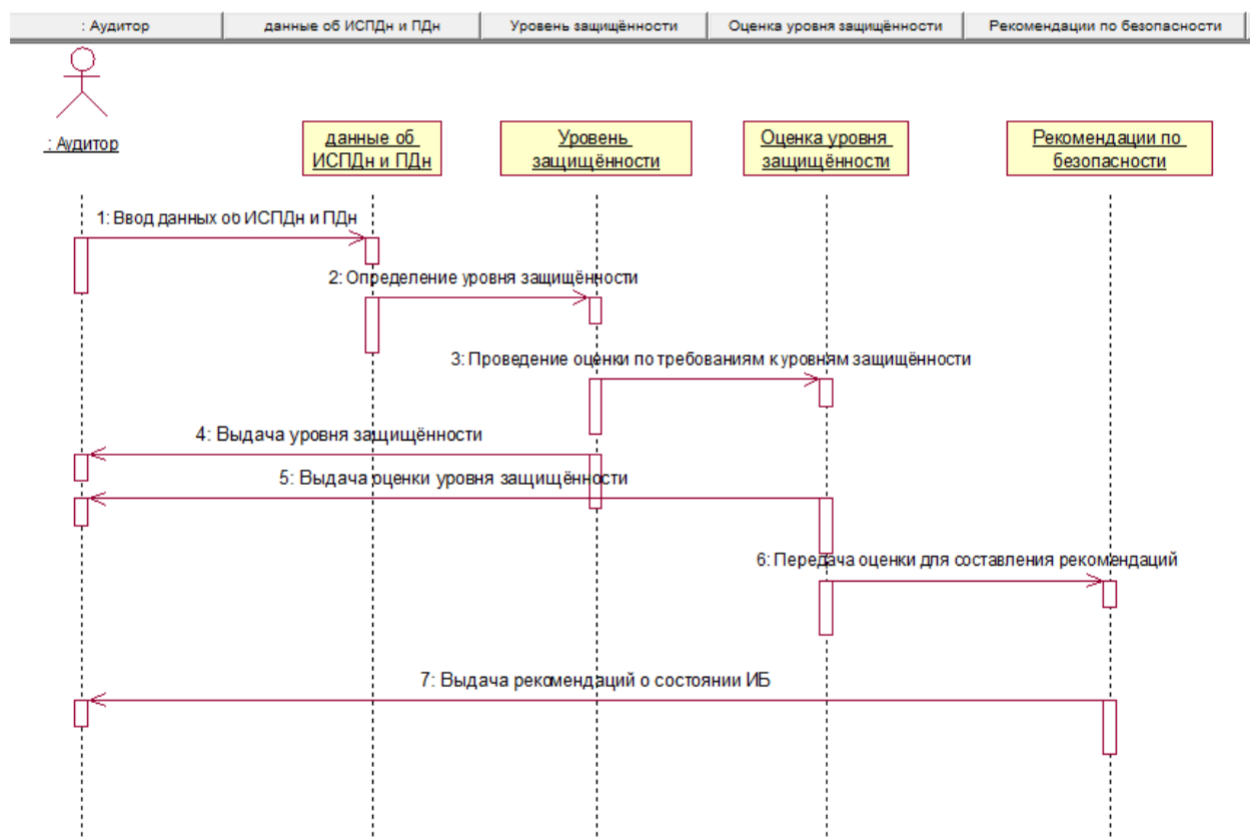 : Аудитор
данные об ИСПДн и ПДн
Уровень защищённости
Оценка уровня защищённости
Рекомендации по безопасности
: Аудитор
данные об
ИСПДн и ПДн
Уровень
защищённости
Оценка уровня
защищённости
Рекомендации по
безопасности
1: Ввод данных об ИСПДн и ПДн
2: Определение уровня защищённости
3: Проведение оценки по требованиям к уровням защищённости
4: Выдача уровня защищённости
5: Выдача оценки уровня защищённости
6: Передача оценки для составления рекомендаций
7: Выдача рекомендаций о состоянии ИБ